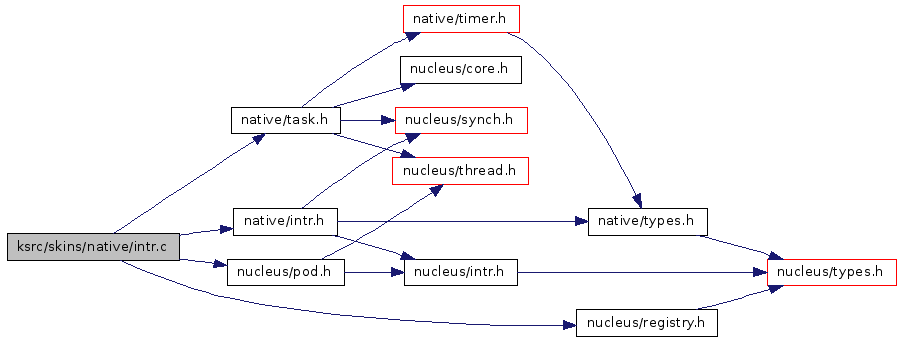 native/timer.h
nucleus/core.h
native/task.h
nucleus/synch.h
nucleus/thread.h
native/intr.h
native/types.h
ksrc/skins/native/intr.c
nucleus/pod.h
nucleus/intr.h
nucleus/types.h
nucleus/registry.h